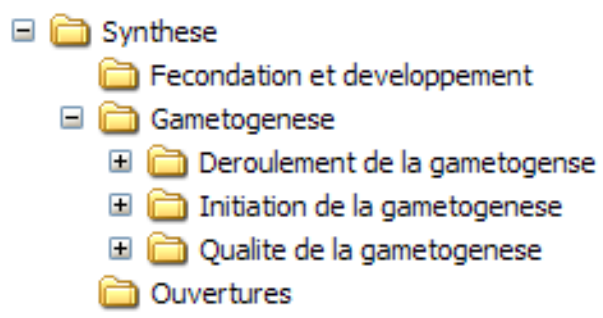 Synthese
Fecondation et developpement
Gametogenese
Deroulement de la gametogense
Initiation de la gametogenese
Qualite de la gametogenese
Ouvertures